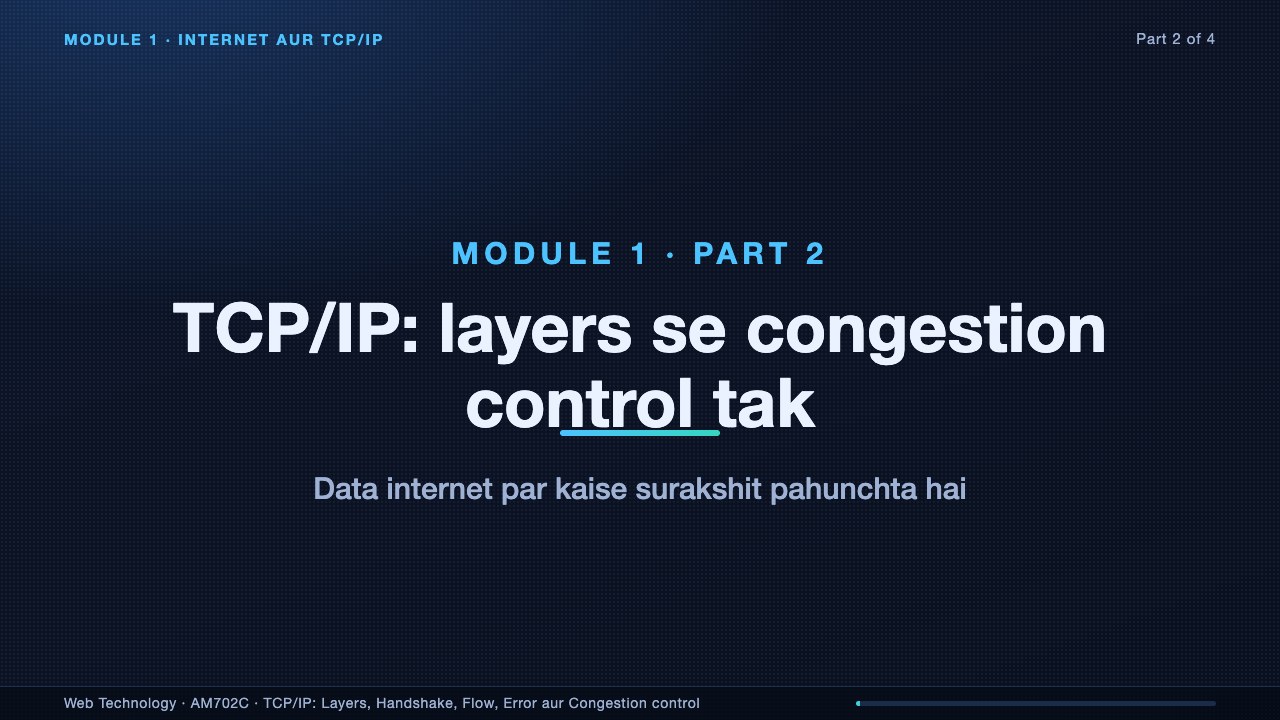 MODULE 1 · INTERNET AUR TCP/IP
Part 2 of 4
MODULE 1 · PART 2
TCP/IP: layers se congestion
control tak
Data internet par kaise surakshit pahunchta hai
Web Technology · AM702C · TCP/IP: Layers, Handshake, Flow, Error aur Congestion control